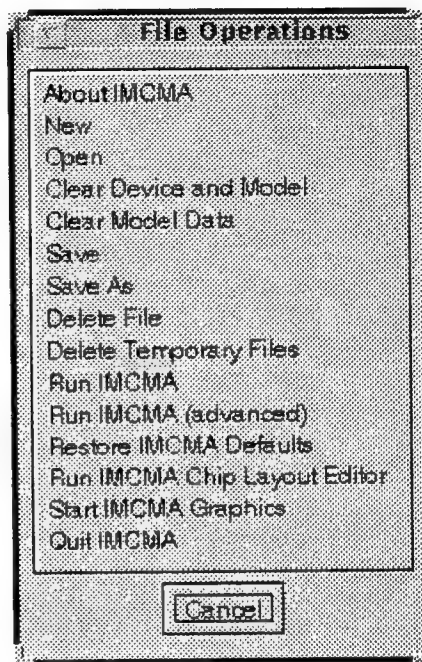 File Operations
About IMCMA
New
Open
Clear Device and Model
Clear Model Data
Save
Save As
Delete File
Delete Temporary Files
Run IMCMA
Run IMCMA (advanced)
Restore IMCMA Defaults
Run IMCMA Chip Layout Editor
Start IMCMA Graphics
Quit IMCMA
Cancel